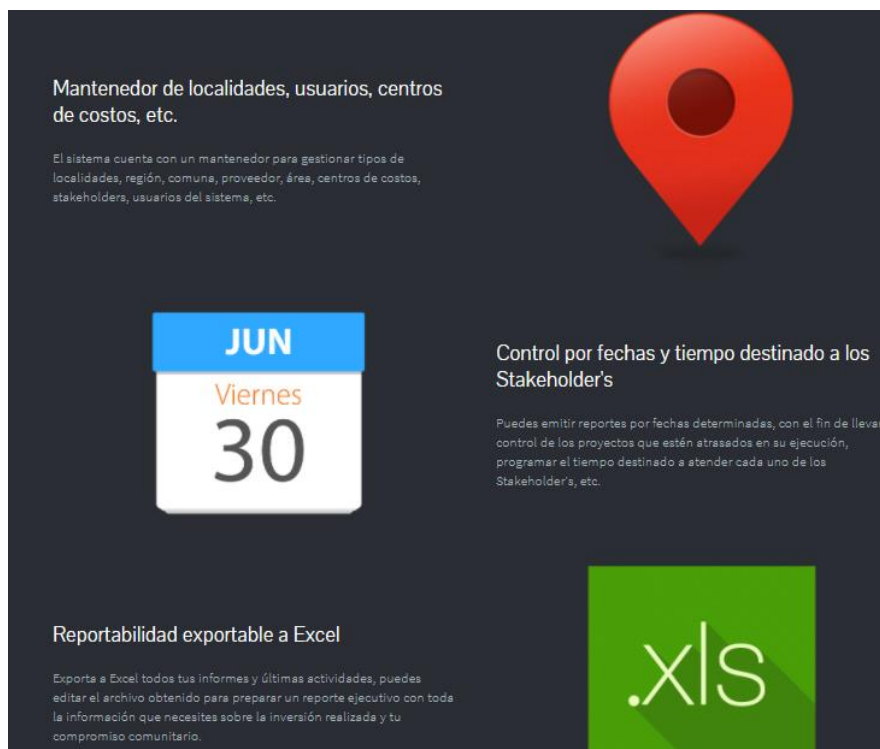 Mantenedor de localidades, usuarios, centros
de costos, etc.
El sistema cuenta con un mantenedor para gestionar tipos de
localidades, región, comuna, proveedor, área, centros de costos,
stakeholders, usuarios del sistema, etc.
JUN
Viernes
30
Control por fechas y tiempo destinado a los
Stakeholder's
Puedes emitir reportes por fechas determinadas, con el fin de llevar
control de los proyectos que estén atrasados en su ejecución,
programar el tiempo destinado a atender cada uno de los
Stakeholder's, etc.
Reportabilidad exportable a Excel
Exporta a Excel todos tus informes y últimas actividades, puedes
editar el archivo obtenido para preparar un reporte ejecutivo con toda
la información que necesites sobre la inversión realizada y tu
compromiso comunitario.
.xls